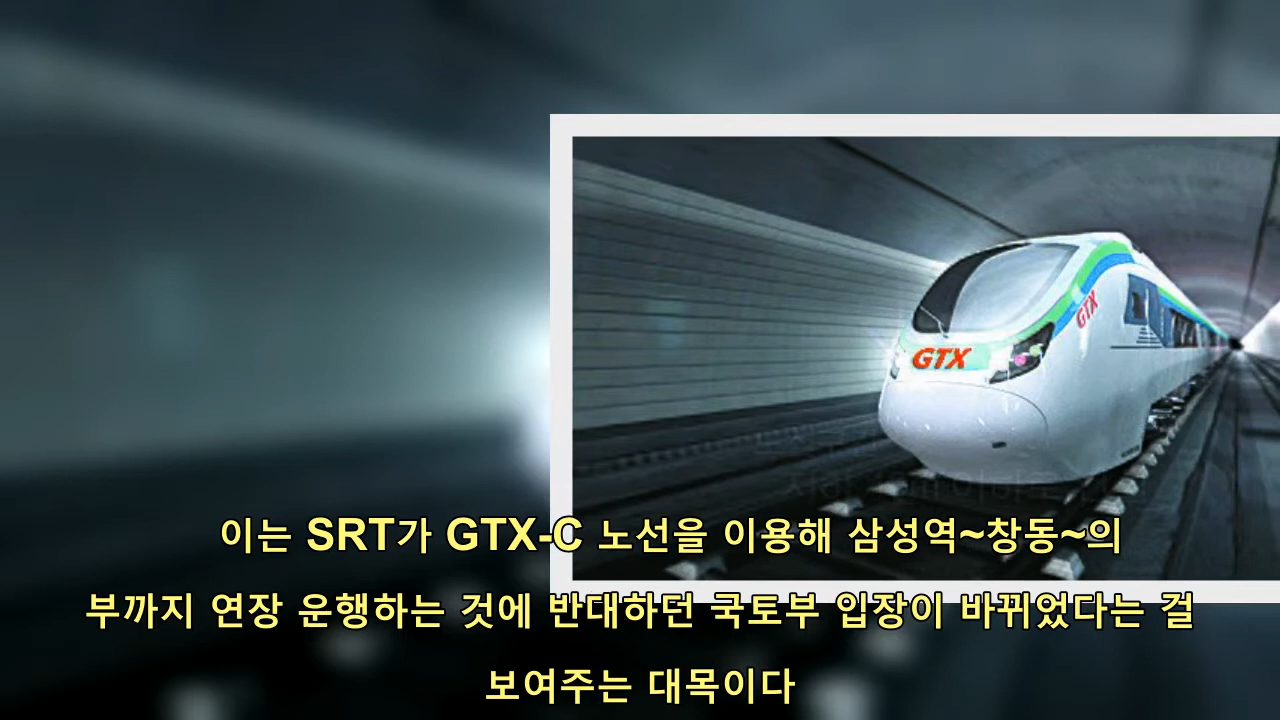 GTX
GTX
이는 SRT가 GTX-C 노선을 이용해 삼성역~창동~의
부까지 연장 운행하는 것에 반대하던 국토부 입장이 바뀌었다는 걸
보여주는 대목이다